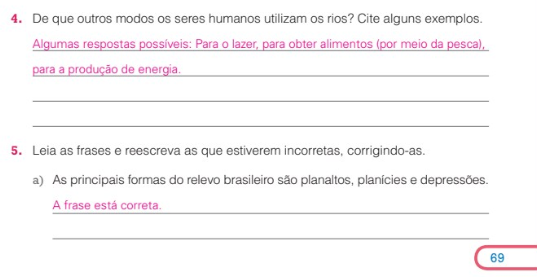 4. De que outros modos os seres humanos utilizam os rios? Cite alguns exemplos.
Algumas respostas possíveis: Para o lazer, para obter alimentos (por meio da pesca),
para a produção de energia.
5. Leia as frases e reescreva as que estiverem incorretas, corrigindo-as.
a) As principais formas do relevo brasileiro são planaltos, planícies e depressões.
A frase está correta.
69